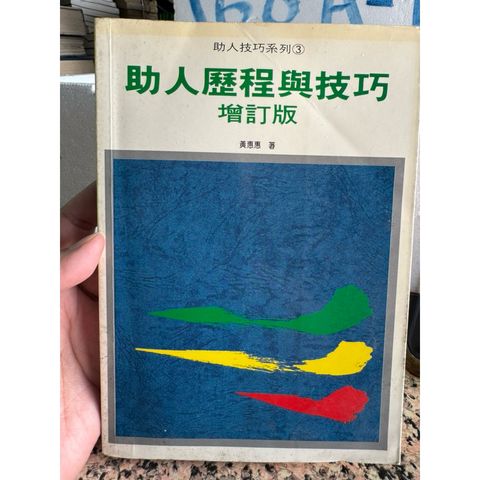 助人技巧系列③
助人歷程與技巧
增訂版
黃惠惠 著